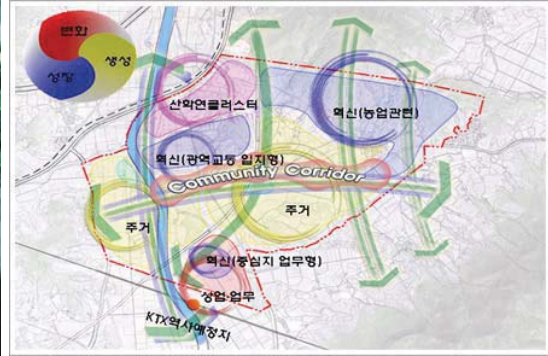 변화
생성
성장
산학연클러스터
혁신(농업관련)
혁신(광역교통 입지형)
Community Corridor
주거
주거
혁신(중심지 업무형)
상업·업무
KTX역사예정지